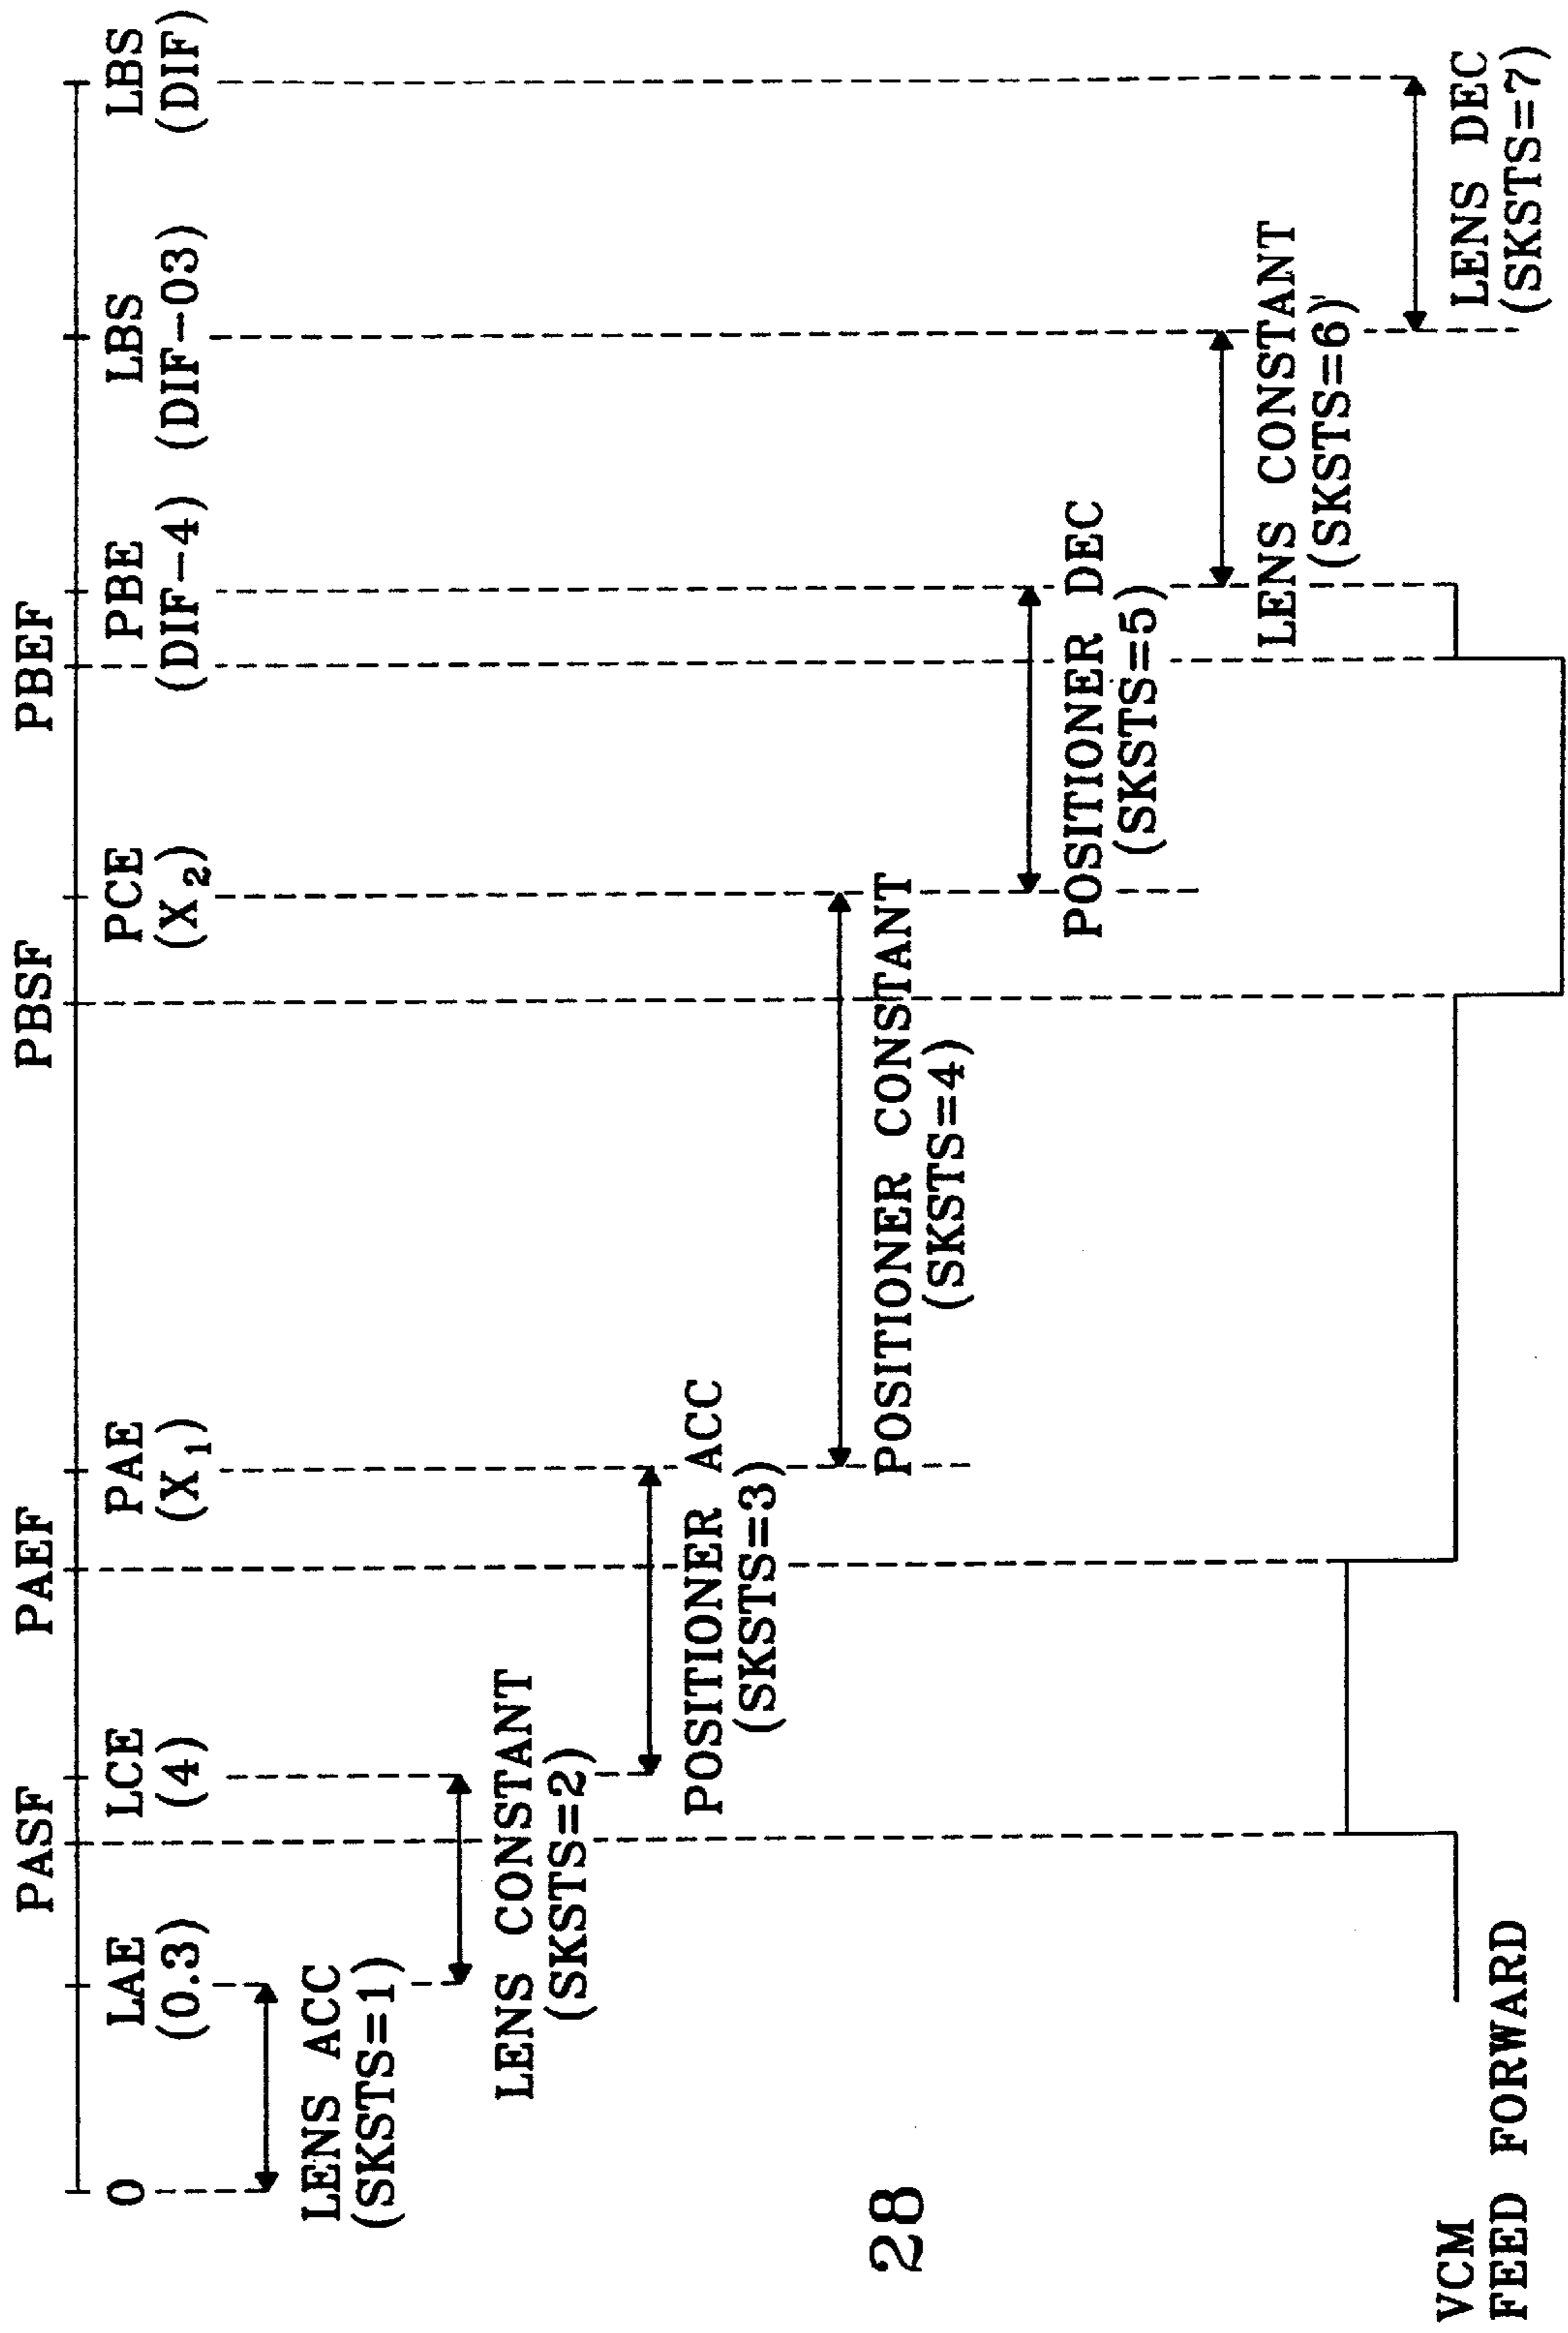 PASF PAEF PBSF PBEF
0 LAE LCE PAE PCE PBE LBS LBS
(0.3) (4) (X1) (X2) (DIF-4) (DIF-03) (DIF)
LENS ACC
(SKSTS=1)
LENS CONSTANT
(SKSTS=2)
POSITIONER ACC
(SKSTS=3)
POSITIONER CONSTANT
(SKSTS=4)
28
POSITIONER DEC
(SKSTS=5)
LENS CONSTANT
(SKSTS=6)
LENS DEC
(SKSTS=7)
VCM
FEED FORWARD